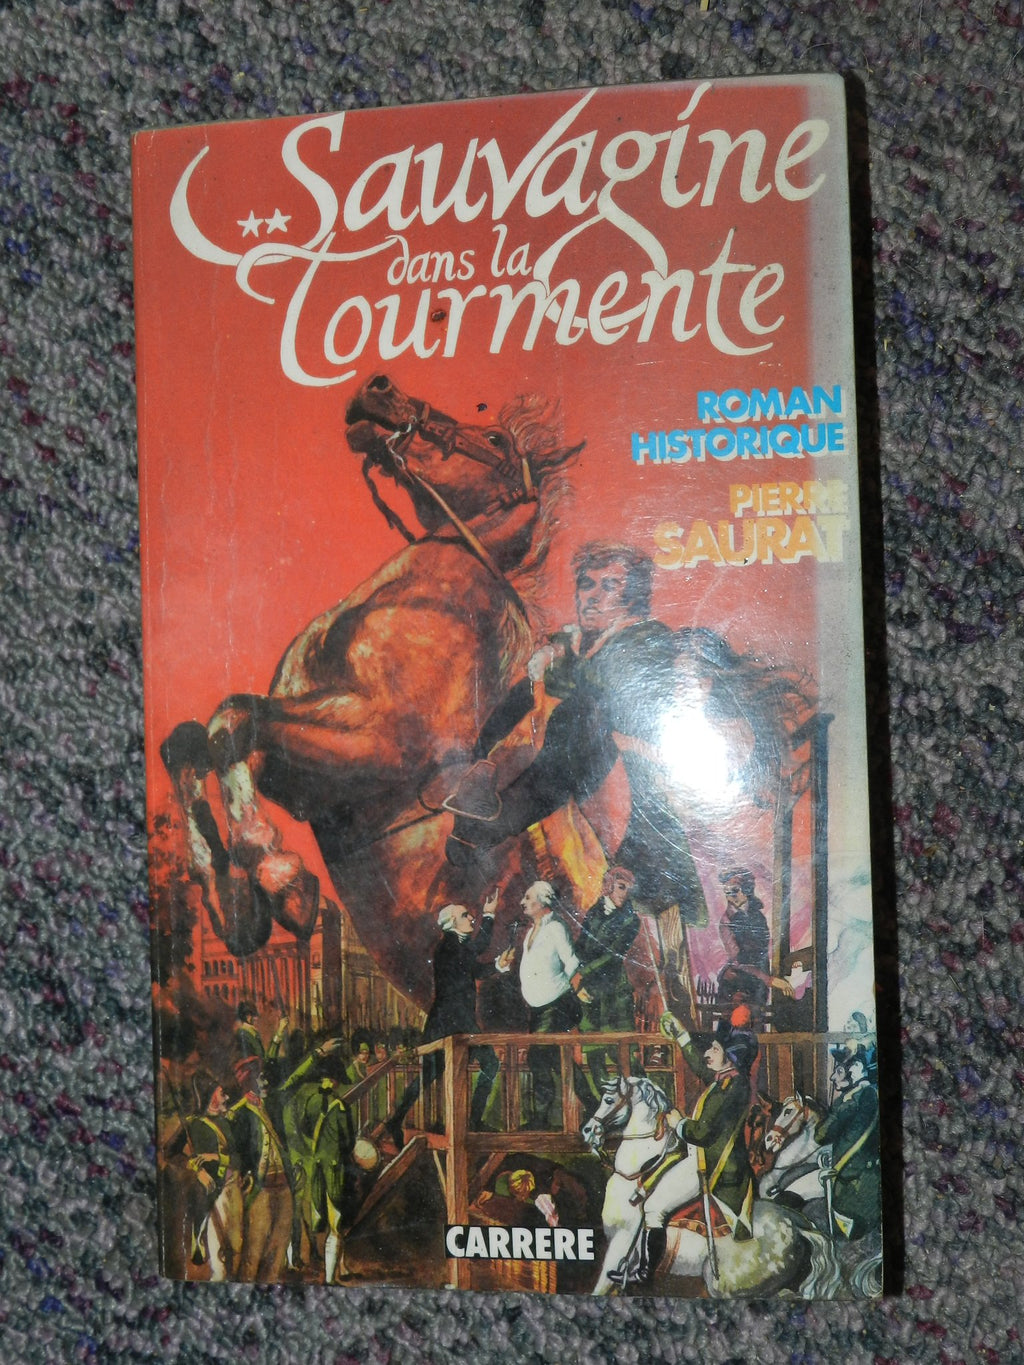 Sauvagine
dans la
Tourmente
ROMAN
HISTORIQUE
PIERRE
SAURAT
CARRERE